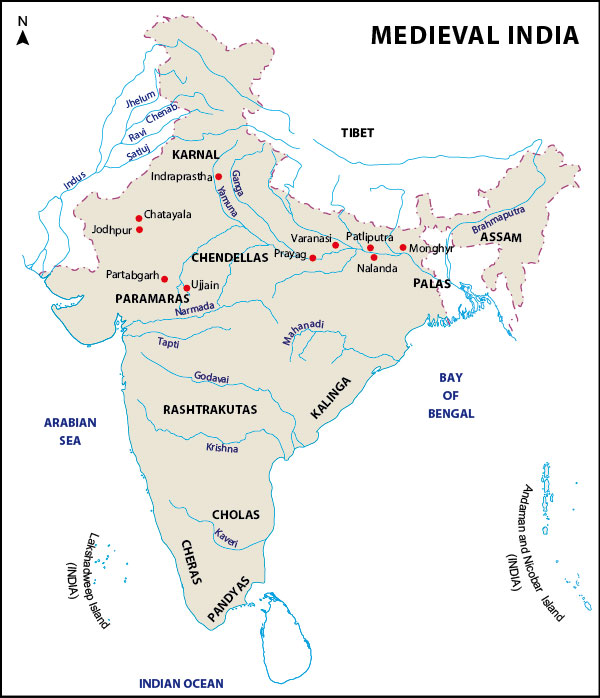 N
MEDIEVAL INDIA
Jhelum
Chenab
Ravi
Satluj
Indus
TIBET
KARNAL
Indraprastha
Ganga
Yamuna
Chatayala
Jodhpur
Brahmaputra
ASSAM
Varanasi
Patliputra
Monghyr
Prayag
Nalanda
CHENDELLAS
Partabgarh
Ujjain
PARAMARAS
PALAS
Narmada
Tapti
Mahanadi
Godavai
KALINGA
RASHTRAKUTAS
Krishna
BAY
OF
BENGAL
ARABIAN
SEA
CHOLAS
Kaveri
CHERAS
PANDYAS
Lakshadweep Island
(INDIA)
Andaman and Nicobar Island
(INDIA)
INDIAN OCEAN